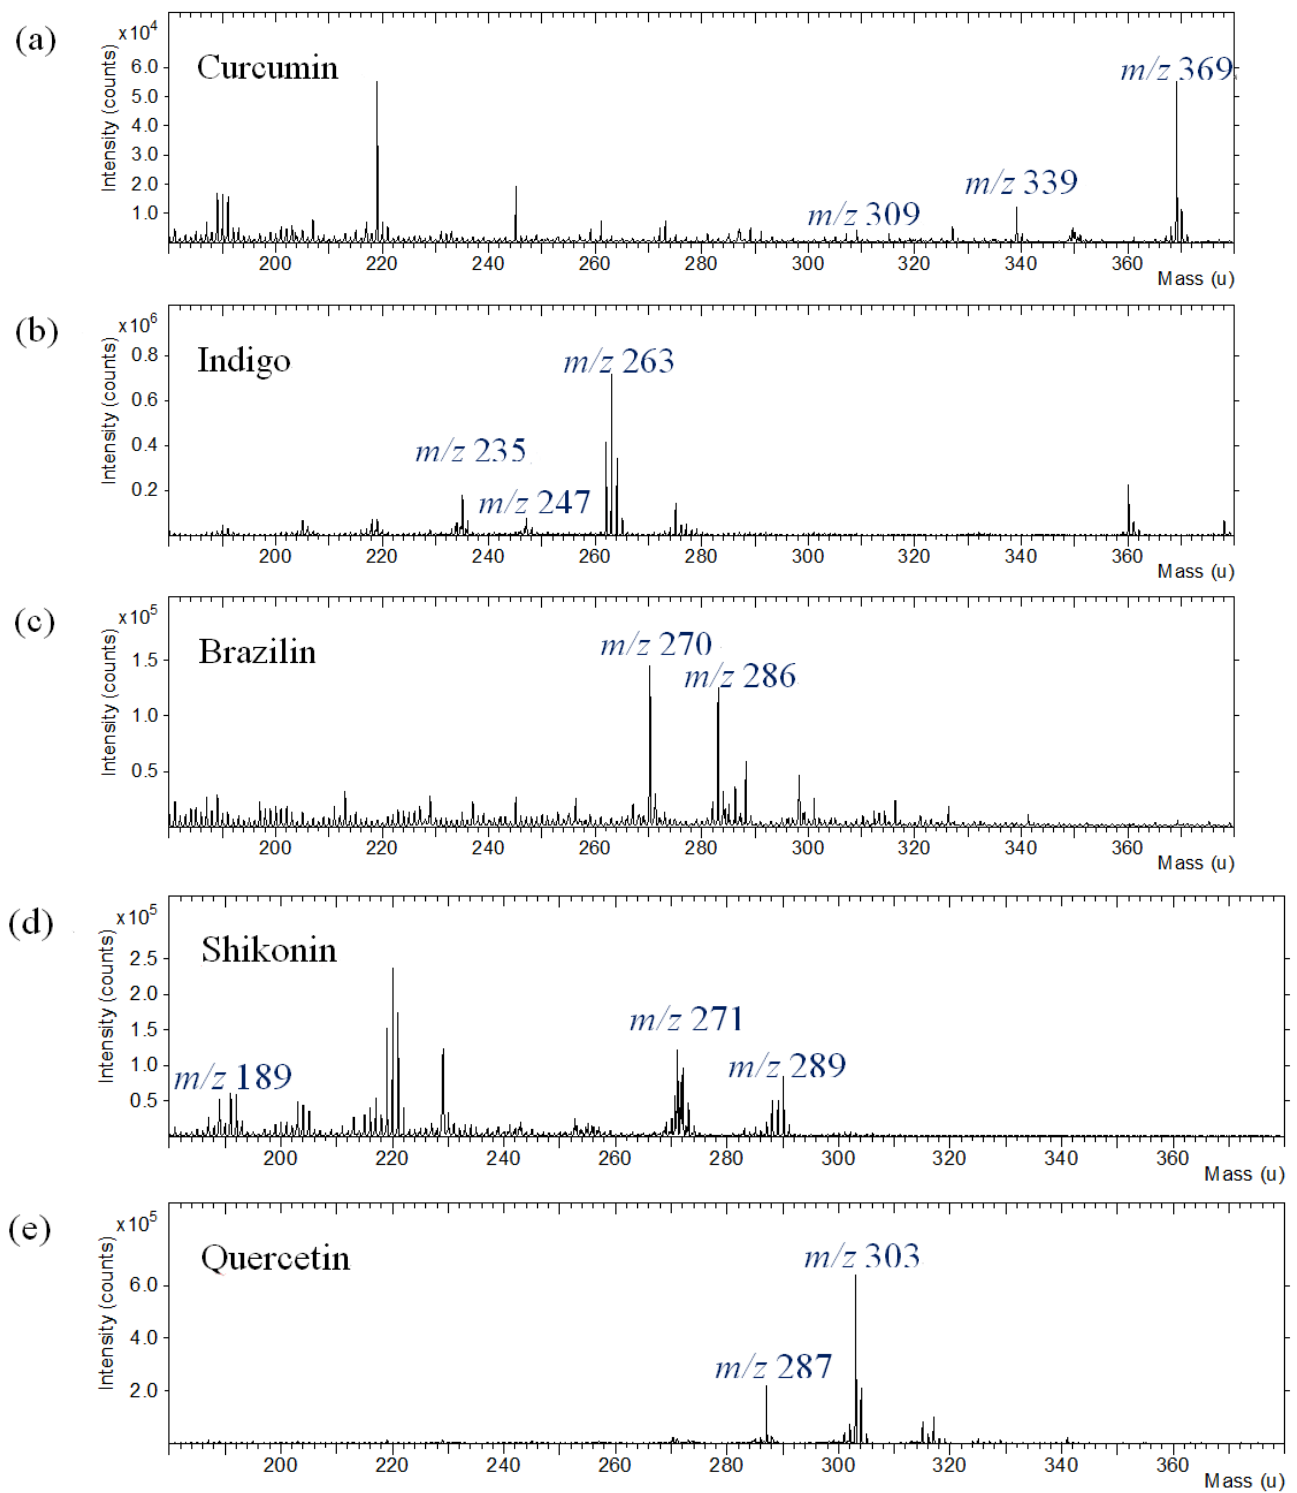 (a)
×10⁴
Curcumin
Intensity (counts)
6.0
5.0
4.0
3.0
2.0
1.0
m/z 309
m/z 339
m/z 369
200 220 240 260 280 300 320 340 360
Mass (u)
(b)
×10⁶
Indigo
Intensity (counts)
0.8
0.6
0.4
0.2
m/z 235
m/z 247
m/z 263
200 220 240 260 280 300 320 340 360
Mass (u)
(c)
×10⁵
Brazilin
Intensity (counts)
1.5
1.0
0.5
m/z 270
m/z 286
200 220 240 260 280 300 320 340 360
Mass (u)
(d)
×10⁵
Shikonin
Intensity (counts)
2.5
2.0
1.5
1.0
0.5
m/z 189
m/z 271
m/z 289
200 220 240 260 280 300 320 340 360
Mass (u)
(e)
×10⁵
Quercetin
Intensity (counts)
6.0
4.0
2.0
m/z 287
m/z 303
200 220 240 260 280 300 320 340 360
Mass (u)